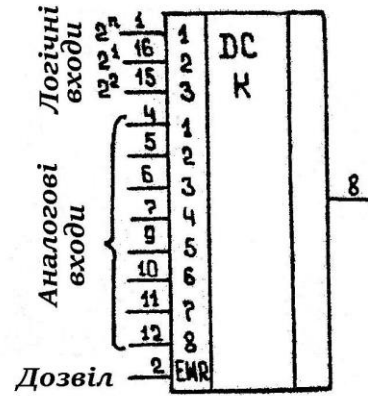 Логічні входи
2ⁿ 1 1 DC
2¹ 16 2
2² 15 3 К
Аналогові входи
4 1
5 2
6 3
7 4
9 5
10 6
11 7
12 8
8
Дозвіл 2 EWR